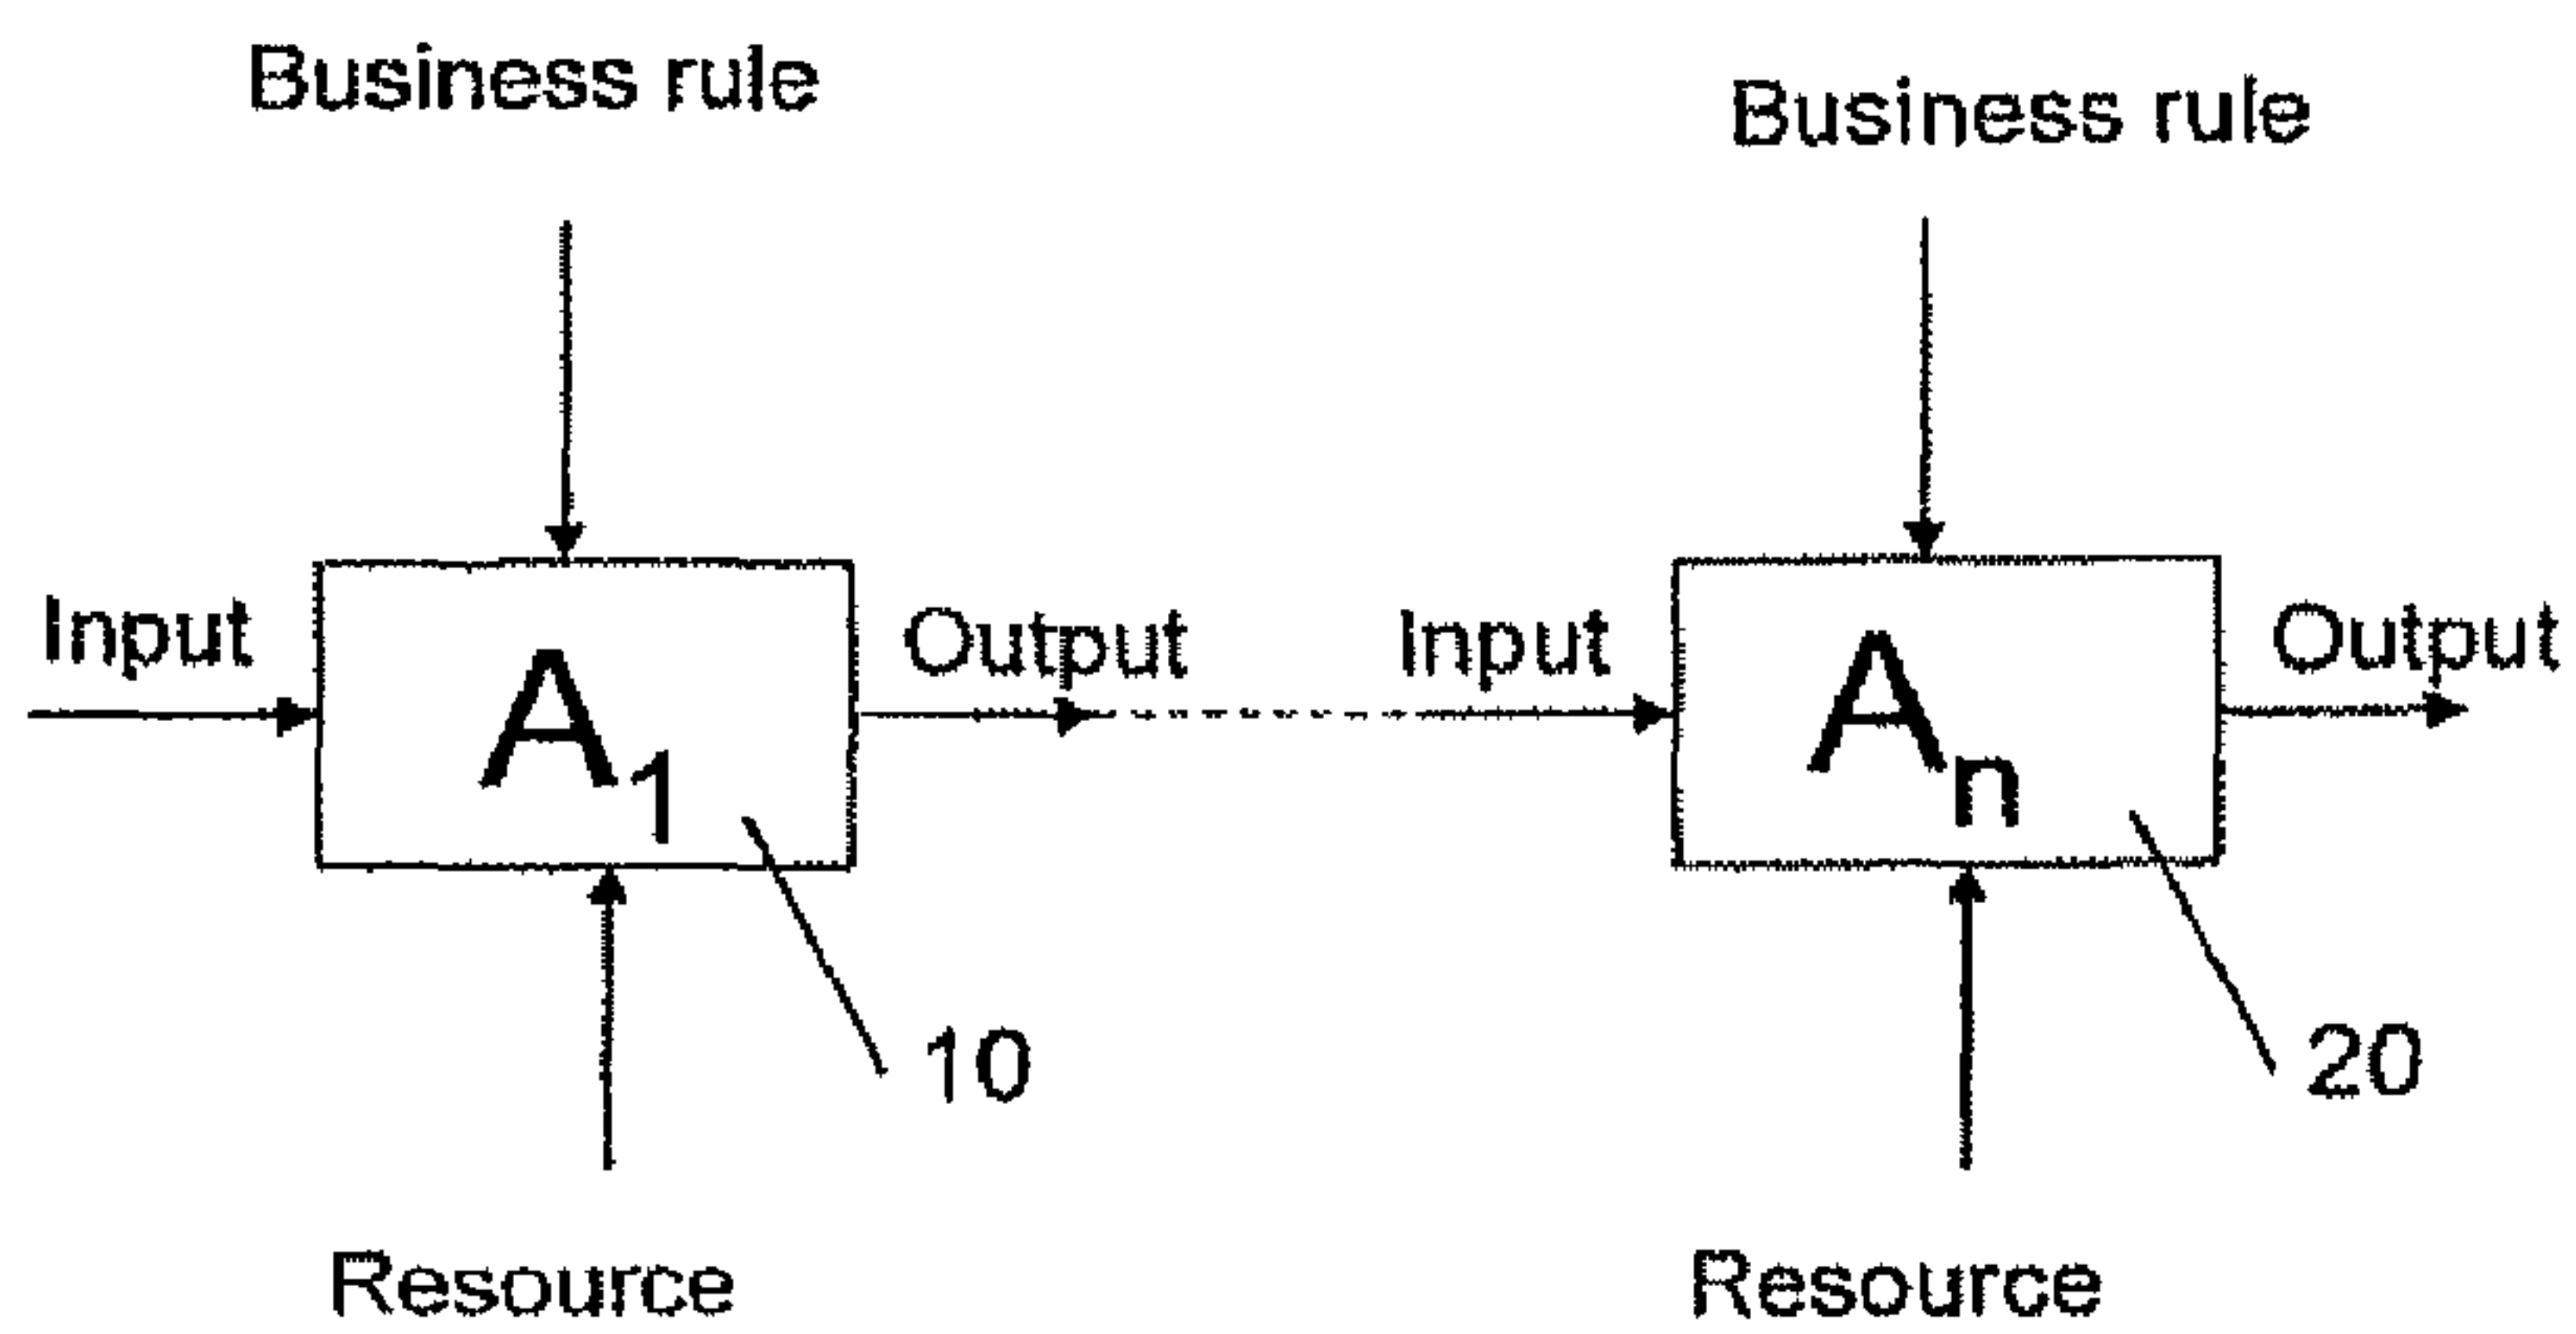 Business rule
Business rule
Input
Output
Input
Output
A₁
Aₙ
10
20
Resource
Resource